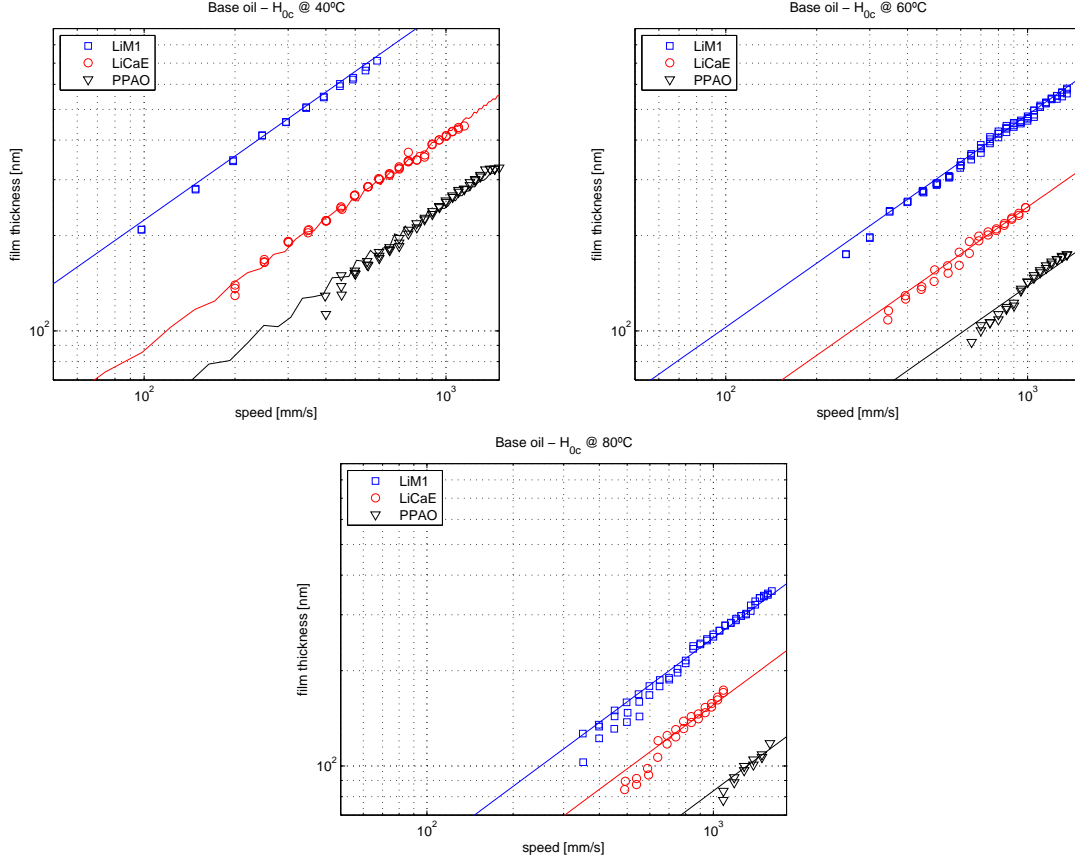 Base oil – H0c @ 40ºC
LiM1
LiCaE
PPAO
film thickness [nm]
10^2
10^2
10^3
speed [mm/s]
Base oil – H0c @ 60ºC
LiM1
LiCaE
PPAO
film thickness [nm]
10^2
10^2
10^3
speed [mm/s]
Base oil – H0c @ 80ºC
LiM1
LiCaE
PPAO
film thickness [nm]
10^2
10^2
10^3
speed [mm/s]